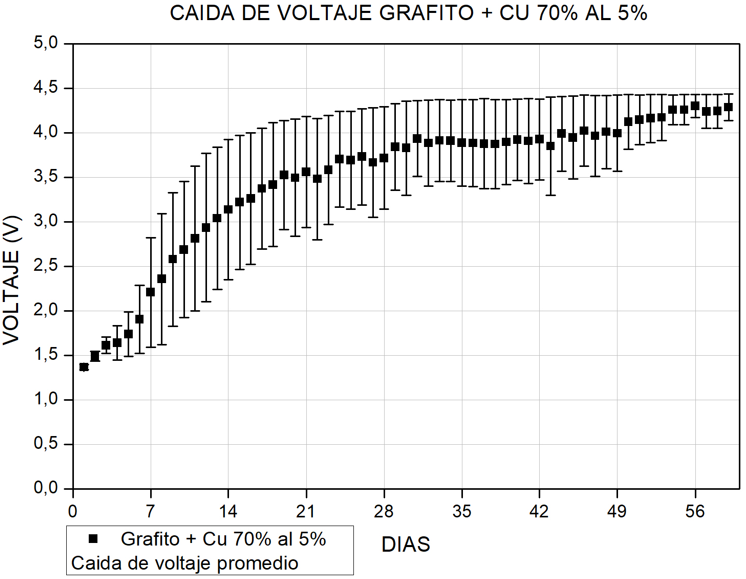 CAIDA DE VOLTAJE GRAFITO + CU 70% AL 5%
VOLTAJE (V)
5,0
4,5
4,0
3,5
3,0
2,5
2,0
1,5
1,0
0,5
0,0
0 7 14 21 28 35 42 49 56
DIAS
Grafito + Cu 70% al 5%
Caida de voltaje promedio